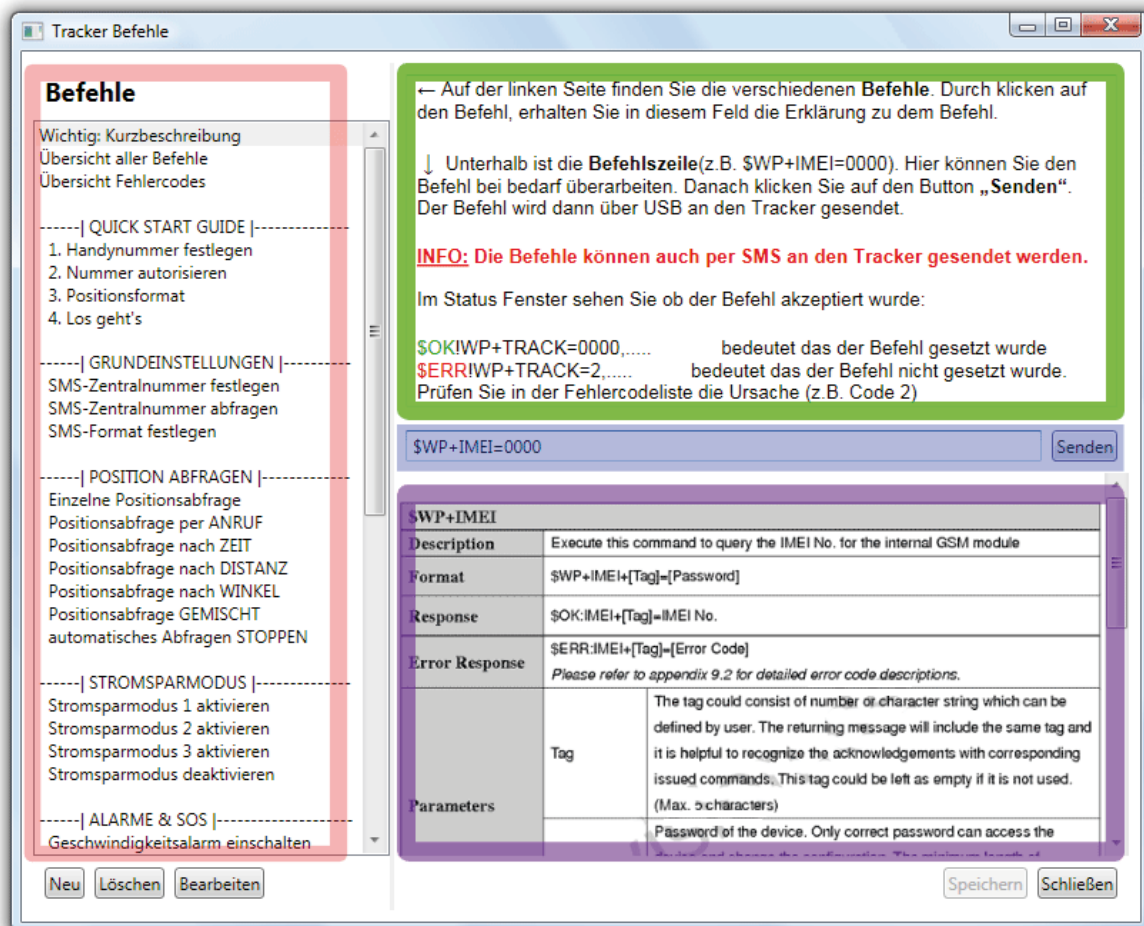 Tracker Befehle
Befehle
Wichtig: Kurzbeschreibung
Übersicht aller Befehle
Übersicht Fehlercodes
------| QUICK START GUIDE |---------------
1. Handynummer festlegen
2. Nummer autorisieren
3. Positionsformat
4. Los geht's
------| GRUNDEINSTELLUNGEN |-----------
SMS-Zentralnummer festlegen
SMS-Zentralnummer abfragen
SMS-Format festlegen
------| POSITION ABFRAGEN |--------------
Einzelne Positionsabfrage
Positionsabfrage per ANRUF
Positionsabfrage nach ZEIT
Positionsabfrage nach DISTANZ
Positionsabfrage nach WINKEL
Positionsabfrage GEMISCHT
automatisches Abfragen STOPPEN
------| STROMSPARMODUS |---------------
Stromsparmodus 1 aktivieren
Stromsparmodus 2 aktivieren
Stromsparmodus 3 aktivieren
Stromsparmodus deaktivieren
------| ALARME & SOS |----------------------
Geschwindigkeitsalarm einschalten
Neu Löschen Bearbeiten
← Auf der linken Seite finden Sie die verschiedenen Befehle. Durch klicken auf
den Befehl, erhalten Sie in diesem Feld die Erklärung zu dem Befehl.
↓ Unterhalb ist die Befehlszeile(z.B. $WP+IMEI=0000). Hier können Sie den
Befehl bei bedarf überarbeiten. Danach klicken Sie auf den Button „Senden“.
Der Befehl wird dann über USB an den Tracker gesendet.
INFO: Die Befehle können auch per SMS an den Tracker gesendet werden.
Im Status Fenster sehen Sie ob der Befehl akzeptiert wurde:
$OK!WP+TRACK=0000,..... bedeutet das der Befehl gesetzt wurde
$ERR!WP+TRACK=2,..... bedeutet das der Befehl nicht gesetzt wurde.
Prüfen Sie in der Fehlercodeliste die Ursache (z.B. Code 2)
$WP+IMEI=0000 Senden
$WP+IMEI
Description Execute this command to query the IMEI No. for the internal GSM module
Format $WP+IMEI+[Tag]=[Password]
Response $OK:IMEI+[Tag]=IMEI No.
Error Response $ERR:IMEI+[Tag]=[Error Code]
Please refer to appendix 9.2 for detailed error code descriptions.
Parameters Tag The tag could consist of number or character string which can be
defined by user. The returning message will include the same tag and
it is helpful to recognize the acknowledgements with corresponding
issued commands. This tag could be left as empty if it is not used.
(Max. 5 characters)
Password of the device. Only correct password can access the
device and change the configuration. The minimum length of
Speichern Schließen